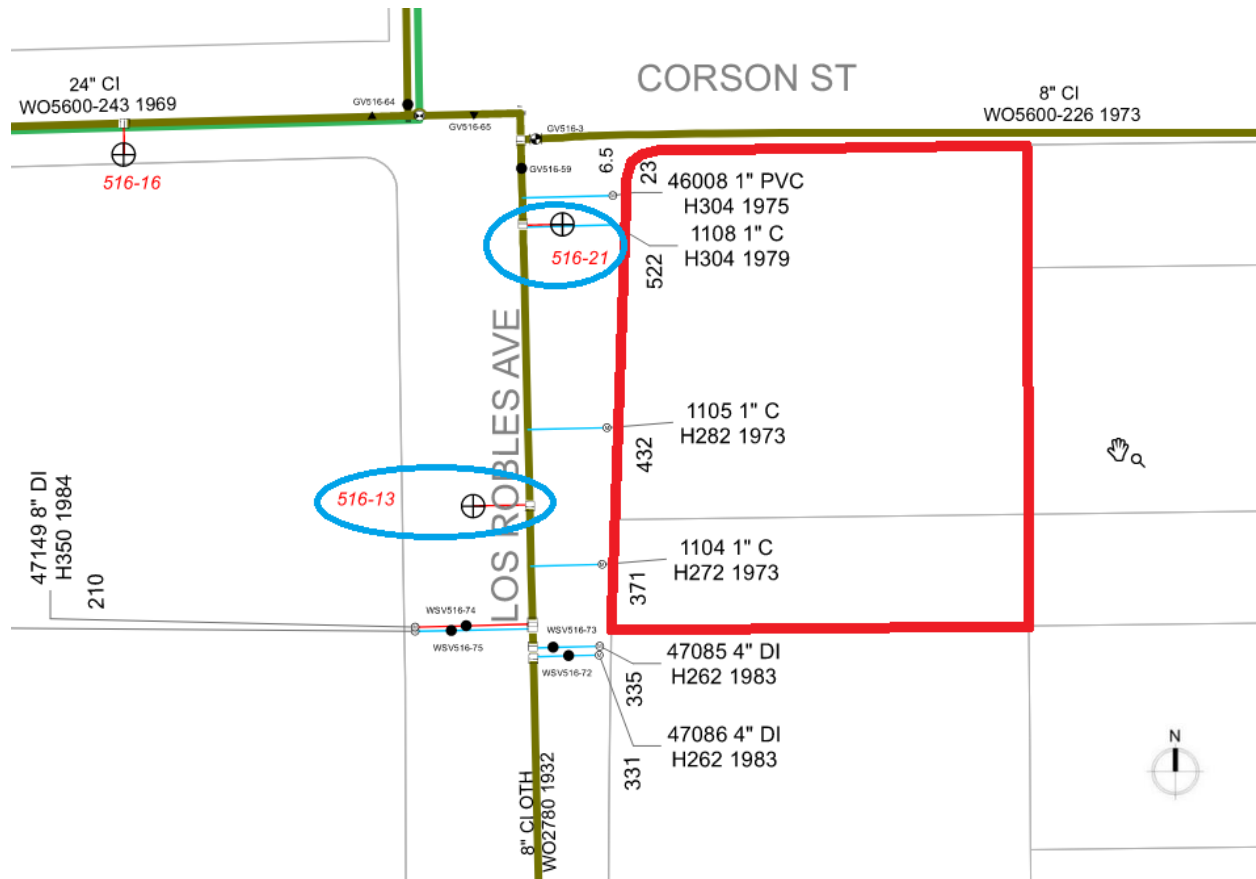 CORSON ST
24" CI
WO5600-243 1969
8" CI
WO5600-226 1973
GV516-64
GV516-65
GV516-3
GV516-59
516-16
6.5
23
46008 1" PVC
H304 1975
1108 1" C
H304 1979
516-21
522
LOS ROBLES AVE
1105 1" C
H282 1973
432
516-13
47149 8" DI
H350 1984
210
1104 1" C
H272 1973
371
WSV516-74
WSV516-75
WSV516-73
WSV516-72
47085 4" DI
H262 1983
335
47086 4" DI
H262 1983
331
8" CLOTH
WO2780 1932
N